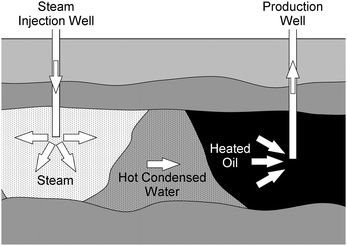 Steam
Injection Well
Production
Well
Steam
Hot Condensed
Water
Heated
Oil